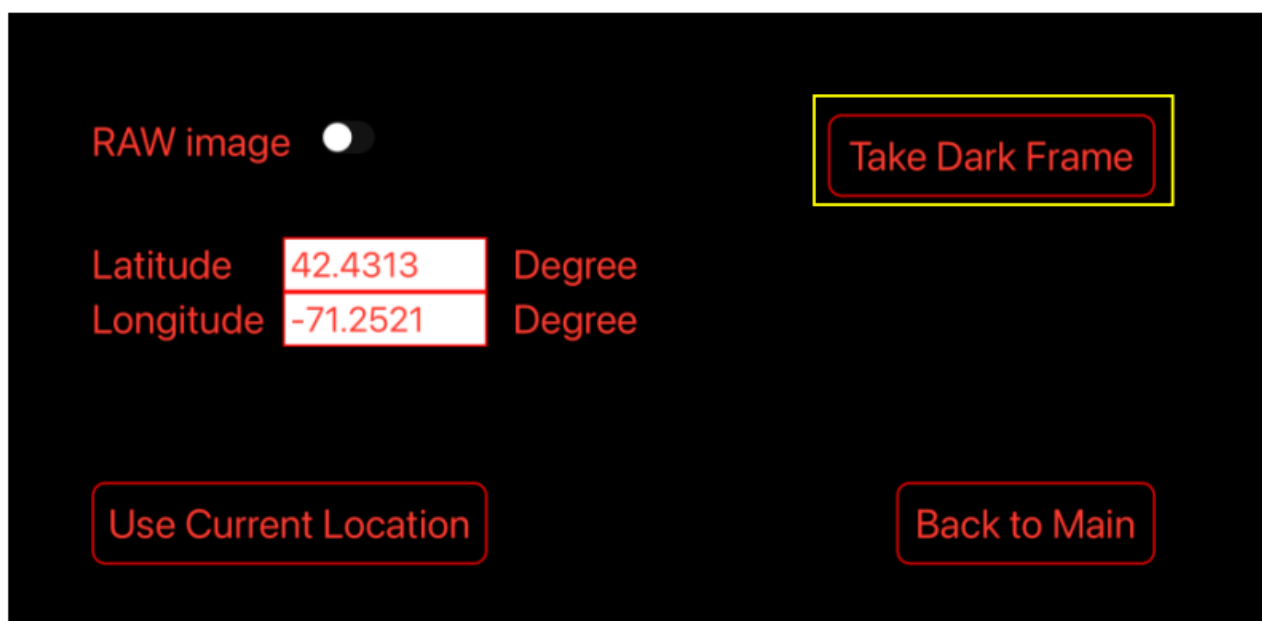 RAW image
Take Dark Frame
Latitude 42.4313 Degree
Longitude -71.2521 Degree
Use Current Location
Back to Main